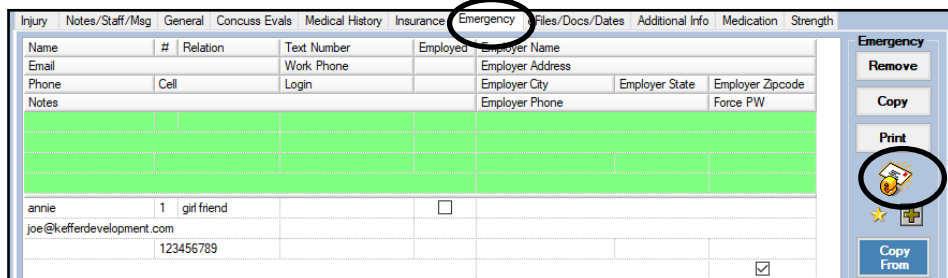 Injury Notes/Staff/Msg General Concuss Evals Medical History Insurance Emergency eFiles/Docs/Dates Additional Info Medication Strength
Name # Relation Text Number Employed Employer Name
Email Work Phone Employer Address
Phone Cell Login Employer City Employer State Employer Zipcode
Notes Employer Phone Force PW
annie 1 girl friend
joe@kefferdevelopment.com
123456789
Emergency
Remove
Copy
Print
Copy
From